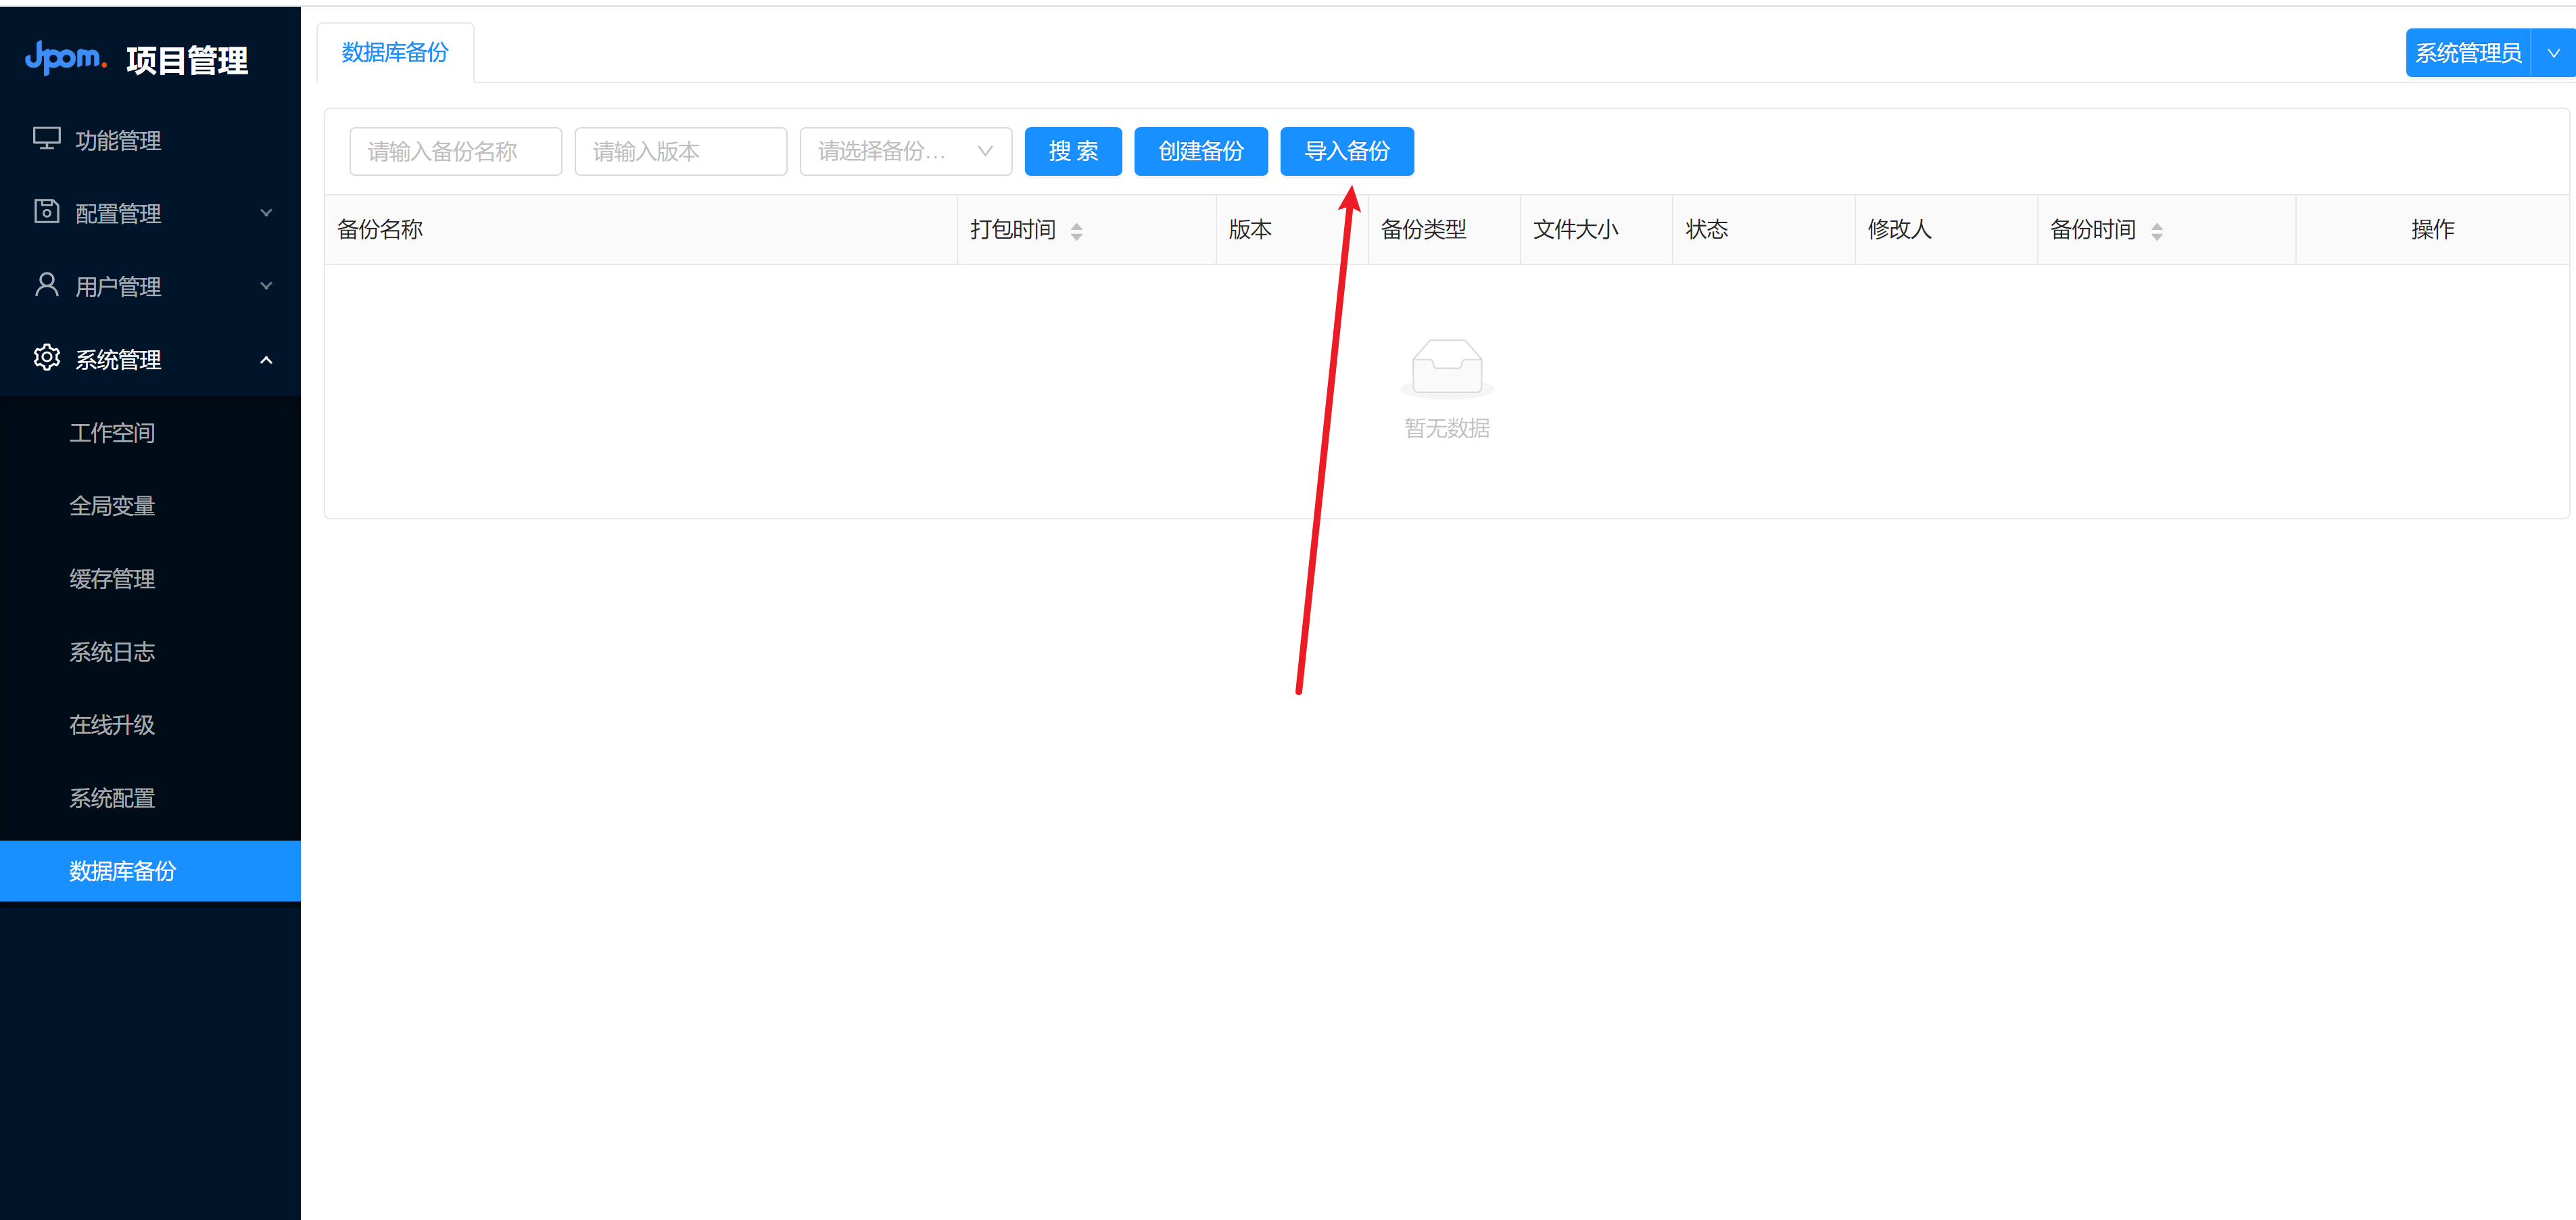 Jpom. 项目管理
功能管理
配置管理
用户管理
系统管理
工作空间
全局变量
缓存管理
系统日志
在线升级
系统配置
数据库备份
数据库备份
系统管理员
请输入备份名称 请输入版本 请选择备份... 搜 索 创建备份 导入备份
备份名称 打包时间 版本 备份类型 文件大小 状态 修改人 备份时间 操作
暂无数据